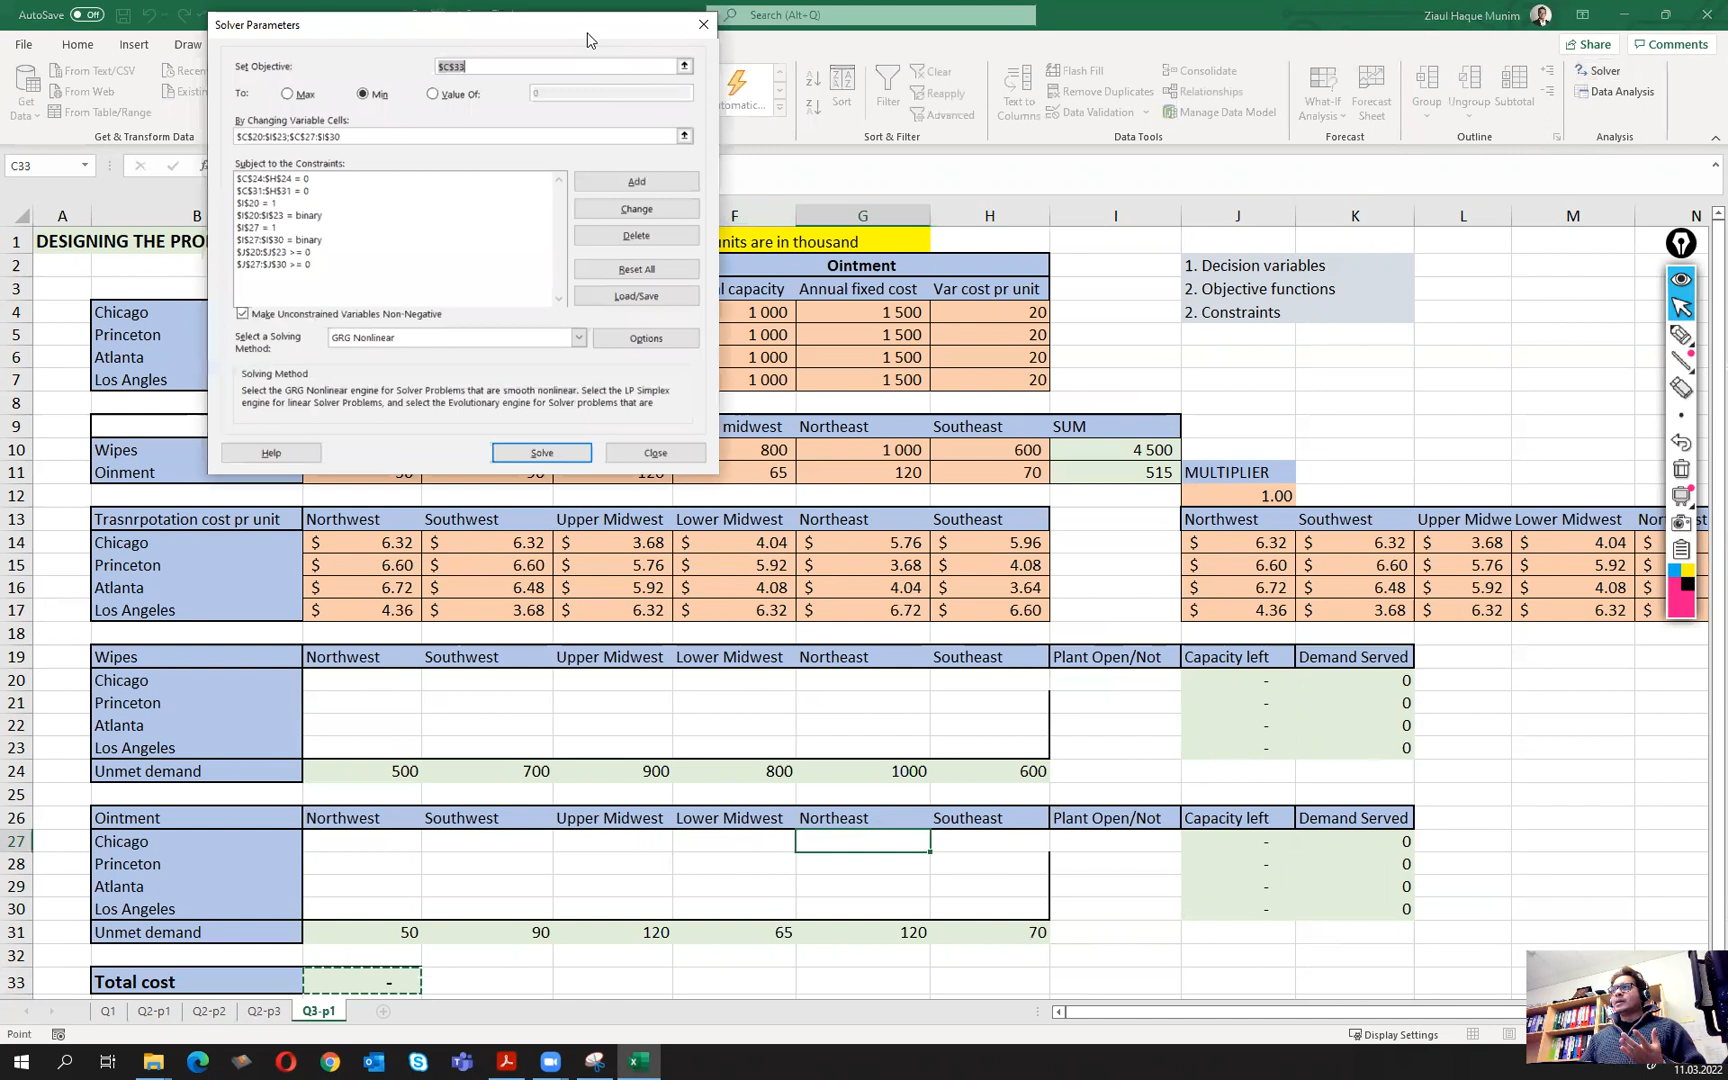 AutoSave Off
Search (Alt+Q)
Ziaul Haque Munim
File Home Insert Draw
Share Comments
Get Data
From Text/CSV
From Web
From Table/Range
Recen
Existin
Get & Transform Data
utomatic...
Sort
Filter
Clear
Reapply
Advanced
Sort & Filter
Text to Columns
Flash Fill
Remove Duplicates
Data Validation
Consolidate
Relationships
Manage Data Model
Data Tools
What-If Analysis
Forecast Sheet
Forecast
Group Ungroup Subtotal
Outline
Solver
Data Analysis
Analysis
C33
Solver Parameters
Set Objective: $C$33
To: Max Min Value Of: 0
By Changing Variable Cells:
$C$20:$I$23;$C$27:$I$30
Subject to the Constraints:
$C$24:$H$24 = 0
$C$31:$H$31 = 0
$I$20 = 1
$I$20:$I$23 = binary
$I$27 = 1
$I$27:$I$30 = binary
$J$20:$J$23 >= 0
$J$27:$J$30 >= 0
Add
Change
Delete
Reset All
Load/Save
Make Unconstrained Variables Non-Negative
Select a Solving Method: GRG Nonlinear Options
Solving Method
Select the GRG Nonlinear engine for Solver Problems that are smooth nonlinear. Select the LP Simplex
engine for linear Solver Problems, and select the Evolutionary engine for Solver problems that are
Help Solve Close
A B F G H I J K L M N
1 DESIGNING THE PRO units are in thousand
2 Ointment 1. Decision variables
3 l capacity Annual fixed cost Var cost pr unit 2. Objective functions
4 Chicago 1 000 1 500 20 2. Constraints
5 Princeton 1 000 1 500 20
6 Atlanta 1 000 1 500 20
7 Los Angles 1 000 1 500 20
8
9 midwest Northeast Southeast SUM
10 Wipes 800 1 000 600 4 500
11 Oinment 50 90 120 65 120 70 515 MULTIPLIER
12 1.00
13 Trasnrpotation cost pr unit Northwest Southwest Upper Midwest Lower Midwest Northeast Southeast Northwest Southwest Upper Midwe Lower Midwest Nor st
14 Chicago $ 6.32 $ 6.32 $ 3.68 $ 4.04 $ 5.76 $ 5.96 $ 6.32 $ 6.32 $ 3.68 $ 4.04 $
15 Princeton $ 6.60 $ 6.60 $ 5.76 $ 5.92 $ 3.68 $ 4.08 $ 6.60 $ 6.60 $ 5.76 $ 5.92 $
16 Atlanta $ 6.72 $ 6.48 $ 5.92 $ 4.08 $ 4.04 $ 3.64 $ 6.72 $ 6.48 $ 5.92 $ 4.08 $
17 Los Angeles $ 4.36 $ 3.68 $ 6.32 $ 6.32 $ 6.72 $ 6.60 $ 4.36 $ 3.68 $ 6.32 $ 6.32 $
18
19 Wipes Northwest Southwest Upper Midwest Lower Midwest Northeast Southeast Plant Open/Not Capacity left Demand Served
20 Chicago - 0
21 Princeton - 0
22 Atlanta - 0
23 Los Angeles - 0
24 Unmet demand 500 700 900 800 1000 600
25
26 Ointment Northwest Southwest Upper Midwest Lower Midwest Northeast Southeast Plant Open/Not Capacity left Demand Served
27 Chicago - 0
28 Princeton - 0
29 Atlanta - 0
30 Los Angeles - 0
31 Unmet demand 50 90 120 65 120 70
32
33 Total cost -
Q1 Q2-p1 Q2-p2 Q2-p3 Q3-p1
Point
Display Settings
11.03.2022